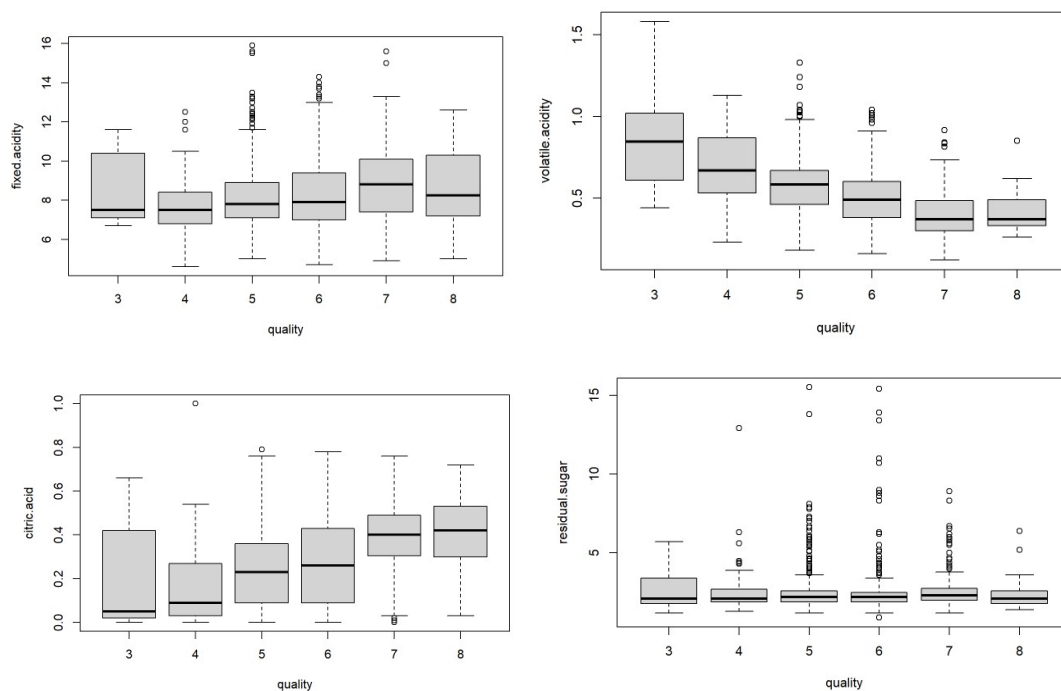 fixed.acidity
16
14
12
10
8
6
3 4 5 6 7 8
quality
volatile.acidity
1.5
1.0
0.5
3 4 5 6 7 8
quality
citric.acid
1.0
0.8
0.6
0.4
0.2
0.0
3 4 5 6 7 8
quality
residual.sugar
15
10
5
3 4 5 6 7 8
quality